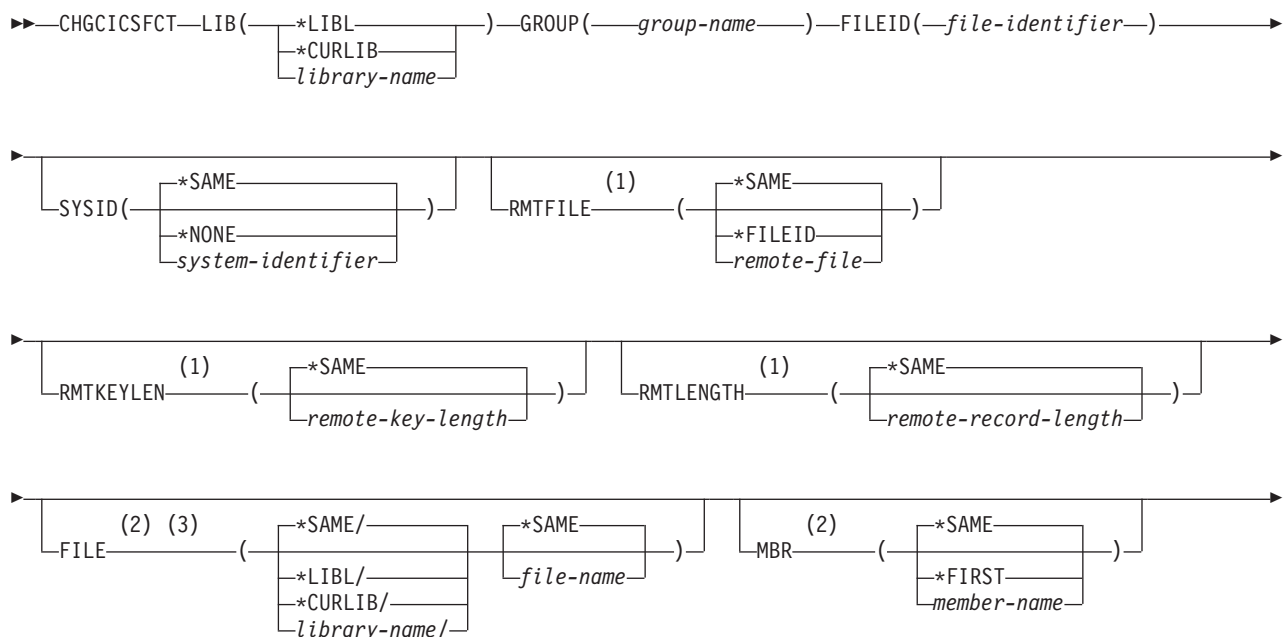 CHGCICSFCT LIB( *LIBL ) GROUP( group-name ) FILEID( file-identifier )
*CURLIB
library-name
*SAME (1) *SAME
SYSID( ) RMTFILE ( )
*NONE *FILEID
system-identifier remote-file
(1) *SAME (1) *SAME
RMTKEYLEN ( ) RMTLENGTH ( )
remote-key-length remote-record-length
(2) (3) *SAME/ *SAME (2) *SAME
FILE ( ) MBR ( )
*LIBL/ file-name *FIRST
*CURLIB/ member-name
library-name/